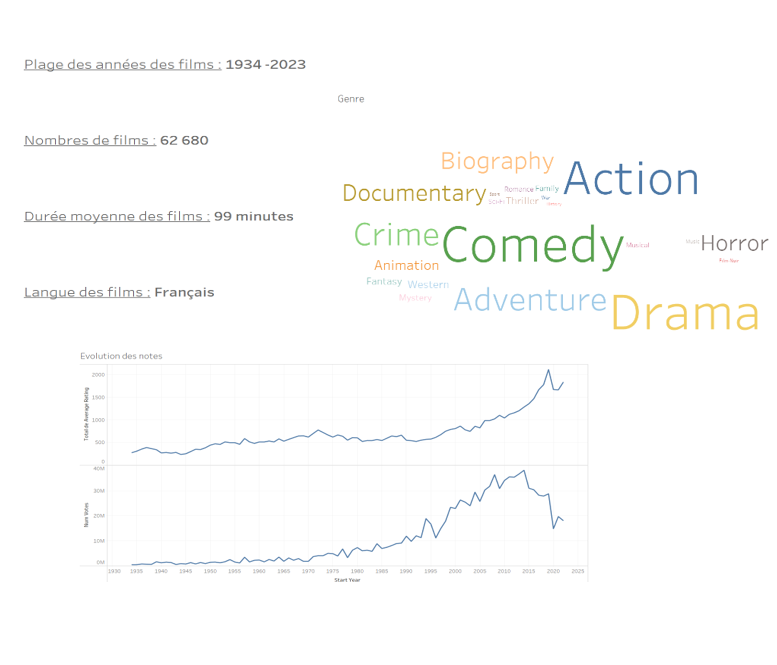 Plage des années des films : 1934 -2023
Genre
Nombres de films : 62 680
Biography
Action
Documentary
Romance Family
Thriller
Durée moyenne des films : 99 minutes
Crime
Comedy
Musical
Horror
Film-Noir
Animation
Fantasy
Western
Langue des films : Français
Mystery
Adventure
Drama
Evolution des notes
Total de Average Rating
2000
1500
1000
500
0
Num Votes
40M
30M
20M
10M
0M
1930 1935 1940 1945 1950 1955 1960 1965 1970 1975 1980 1985 1990 1995 2000 2005 2010 2015 2020 2025
Start Year